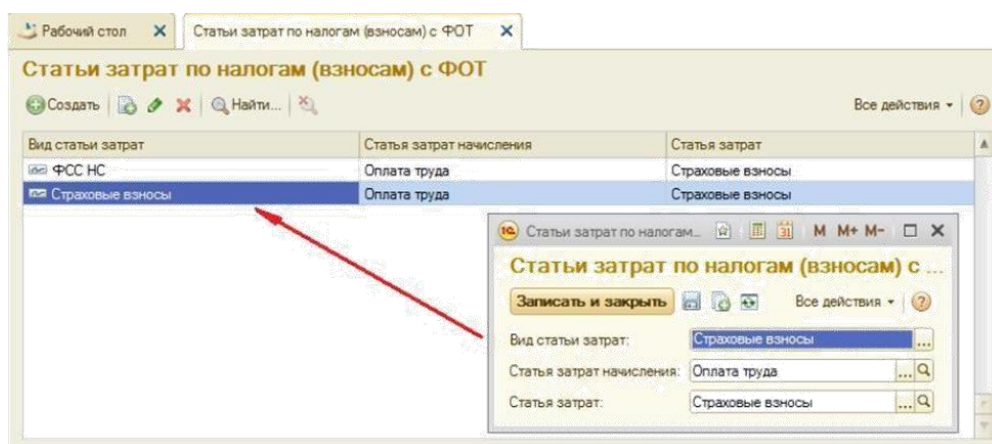 Рабочий стол
Статьи затрат по налогам (взносам) с ФОТ
Статьи затрат по налогам (взносам) с ФОТ
Создать Найти... Все действия
Вид статьи затрат Статья затрат начисления Статья затрат
ФСС НС Оплата труда Страховые взносы
Страховые взносы Оплата труда Страховые взносы
1С Статьи затрат по налогам... 31 M M+ M-
Статьи затрат по налогам (взносам) с ...
Записать и закрыть Все действия
Вид статьи затрат: Страховые взносы ...
Статья затрат начисления: Оплата труда ...
Статья затрат: Страховые взносы ...